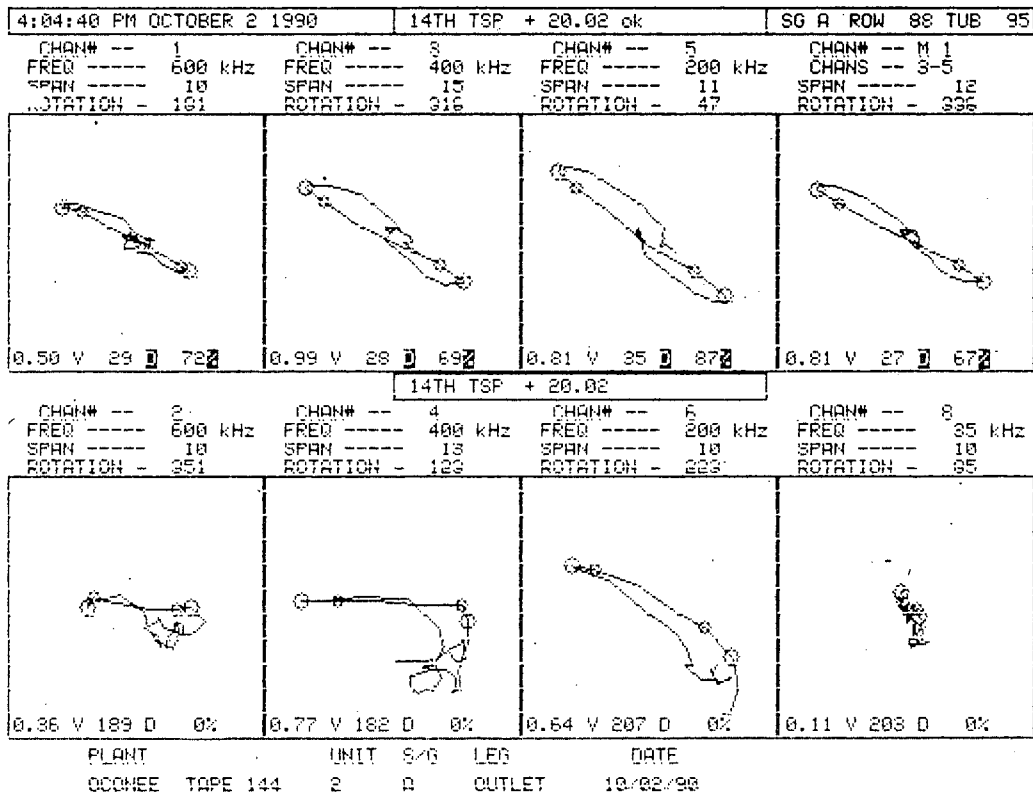 4:04:40 PM OCTOBER 2 1990 14TH TSP + 20.02 ok SG A ROW 88 TUB 95
CHAN# -- 1 CHAN# -- 3 CHAN# -- 5 CHAN# -- M 1
FREQ ----- 600 kHz FREQ ----- 400 kHz FREQ ----- 200 kHz CHANS -- 3-5
SPAN ----- 10 SPAN ----- 15 SPAN ----- 11 SPAN ----- 12
ROTATION - 191 ROTATION - 316 ROTATION - 47 ROTATION - 336
0.50 V 29 D 72% 0.99 V 28 D 69% 0.81 V 35 D 87% 0.81 V 27 D 67%
14TH TSP + 20.02
CHAN# -- 2 CHAN# -- 4 CHAN# -- 6 CHAN# -- 8
FREQ ----- 600 kHz FREQ ----- 400 kHz FREQ ----- 200 kHz FREQ ----- 35 kHz
SPAN ----- 10 SPAN ----- 13 SPAN ----- 10 SPAN ----- 10
ROTATION - 351 ROTATION - 123 ROTATION - 223 ROTATION -
0.36 V 189 D 0% 0.77 V 182 D 0% 0.64 V 207 D 0% 0.11 V 203 D 0%
PLANT UNIT S/G LEG DATE
OCONEE TAPE 144 2 A OUTLET 10/02/90